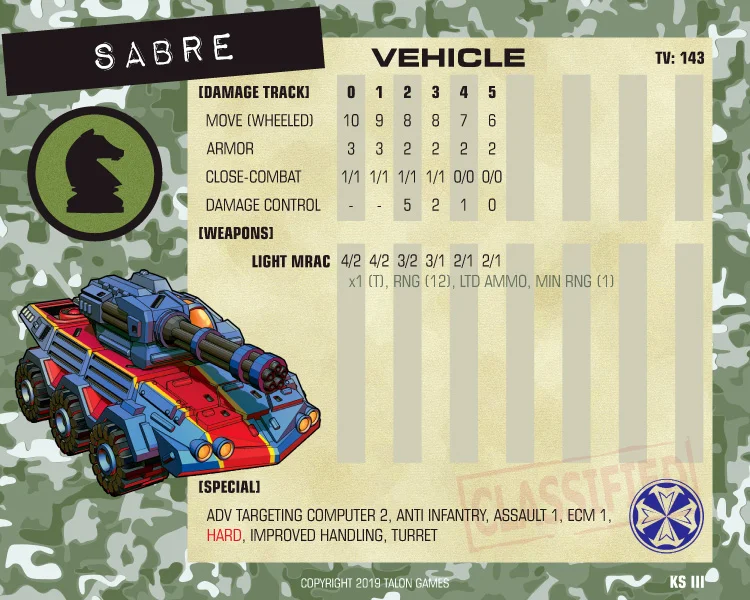 SABRE
VEHICLE TV: 143
[DAMAGE TRACK] 0 1 2 3 4 5
MOVE (WHEELED) 10 9 8 8 7 6
ARMOR 3 3 2 2 2 2
CLOSE-COMBAT 1/1 1/1 1/1 1/1 0/0 0/0
DAMAGE CONTROL - - 5 2 1 0
[WEAPONS]
LIGHT MRAC 4/2 4/2 3/2 3/1 2/1 2/1
x1 (T), RNG (12), LTD AMMO, MIN RNG (1)
CLASSIFIED
[SPECIAL]
ADV TARGETING COMPUTER 2, ANTI INFANTRY, ASSAULT 1, ECM 1,
HARD, IMPROVED HANDLING, TURRET
COPYRIGHT 2019 TALON GAMES KS III